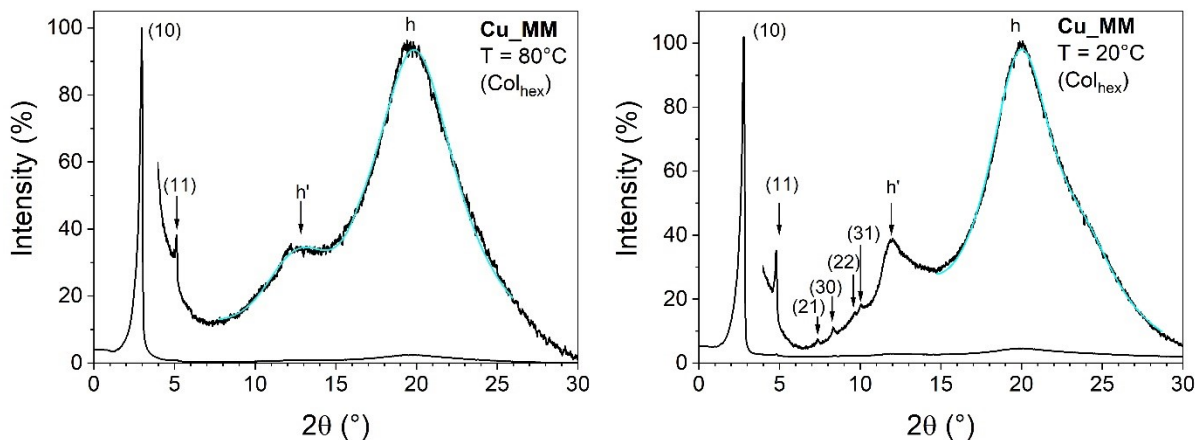 100
80
60
40
20
0
Intensity (%)
(10)
(11)
h'
h
Cu_MM
T = 80°C
(Colhex)
0
5
10
15
20
25
30
2θ (°)
100
80
60
40
20
0
Intensity (%)
(10)
(11)
(21)
(30)
(22)
(31)
h'
h
Cu_MM
T = 20°C
(Colhex)
0
5
10
15
20
25
30
2θ (°)